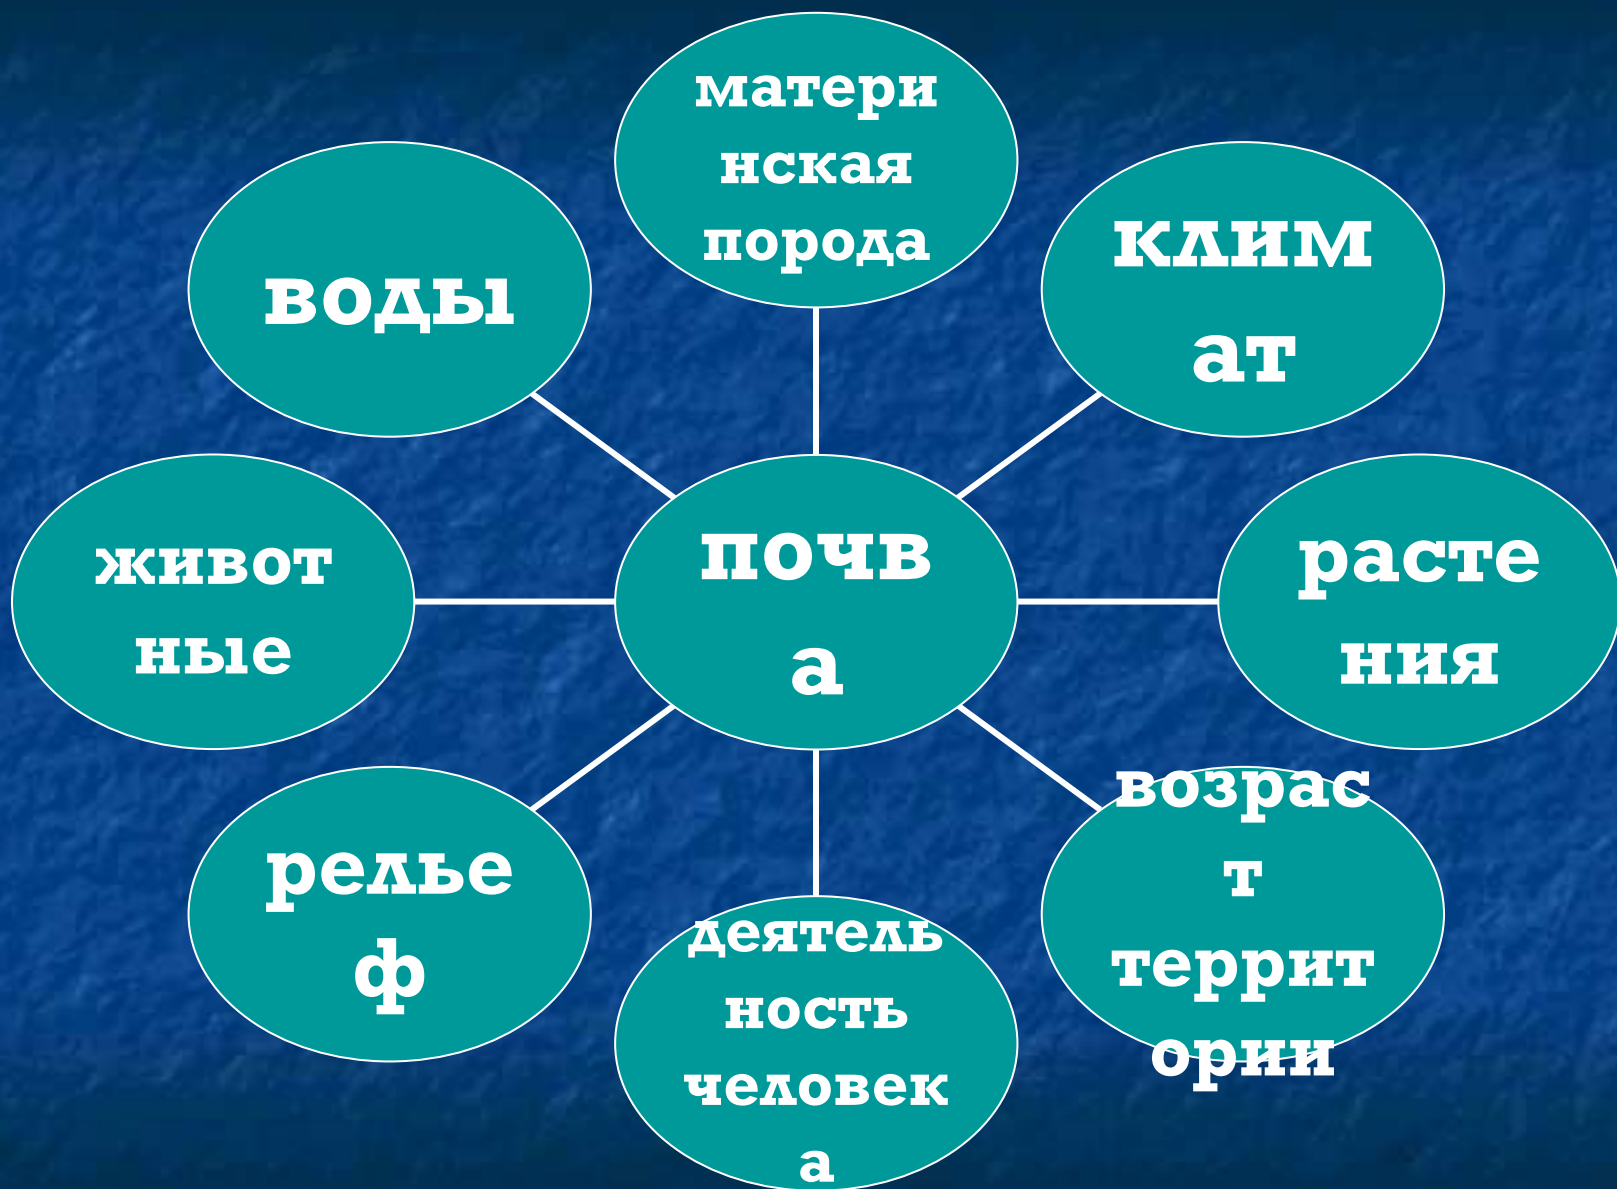 матери
нская
порода
клим
ат
расте
ния
возрас
т
террит
ории
деятель
ность
человек
а
релье
ф
живот
ные
воды
почв
а